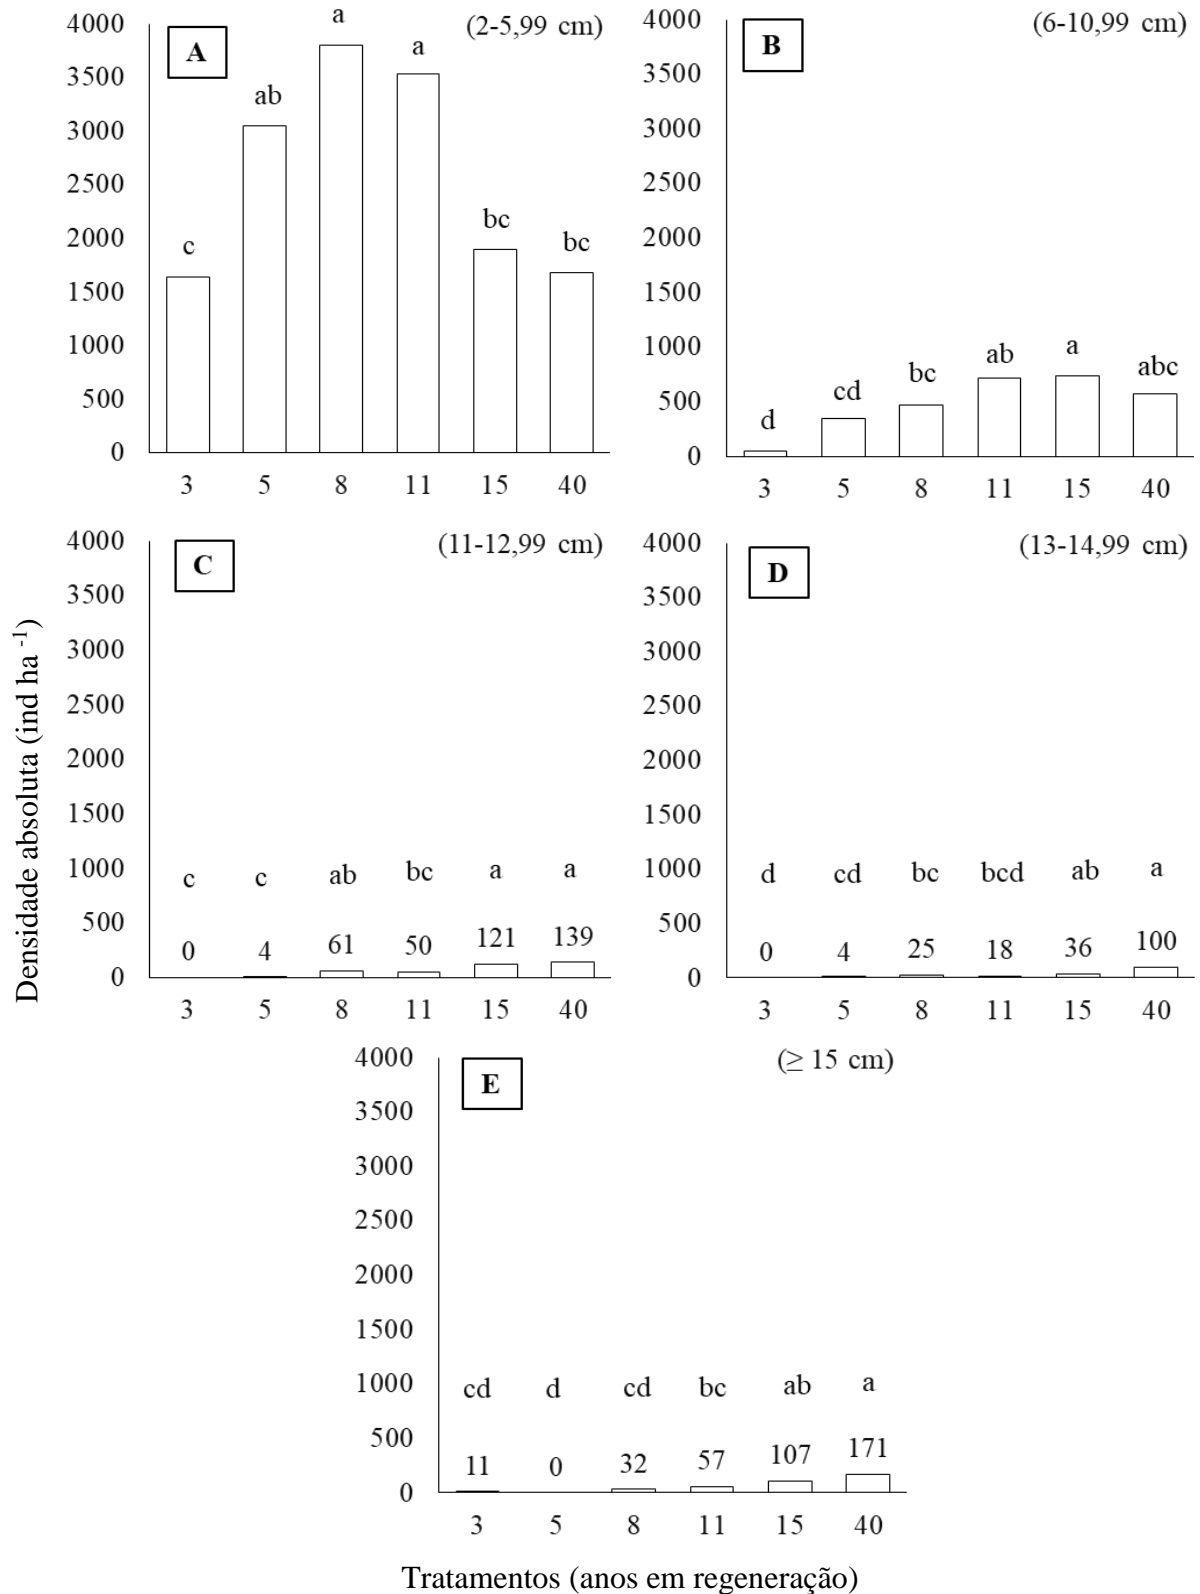 A
(2-5,99 cm)
4000
3500
3000
2500
2000
1500
1000
500
0
c
ab
a
a
bc
bc
3 5 8 11 15 40
B
(6-10,99 cm)
4000
3500
3000
2500
2000
1500
1000
500
0
d
cd
bc
ab
a
abc
3 5 8 11 15 40
Densidade absoluta (ind ha -1)
C
(11-12,99 cm)
4000
3500
3000
2500
2000
1500
1000
500
0
c c ab bc a a
0 4 61 50 121 139
3 5 8 11 15 40
D
(13-14,99 cm)
4000
3500
3000
2500
2000
1500
1000
500
0
d cd bc bcd ab a
0 4 25 18 36 100
3 5 8 11 15 40
E
(≥ 15 cm)
4000
3500
3000
2500
2000
1500
1000
500
0
cd d cd bc ab a
11 0 32 57 107 171
3 5 8 11 15 40
Tratamentos (anos em regeneração)